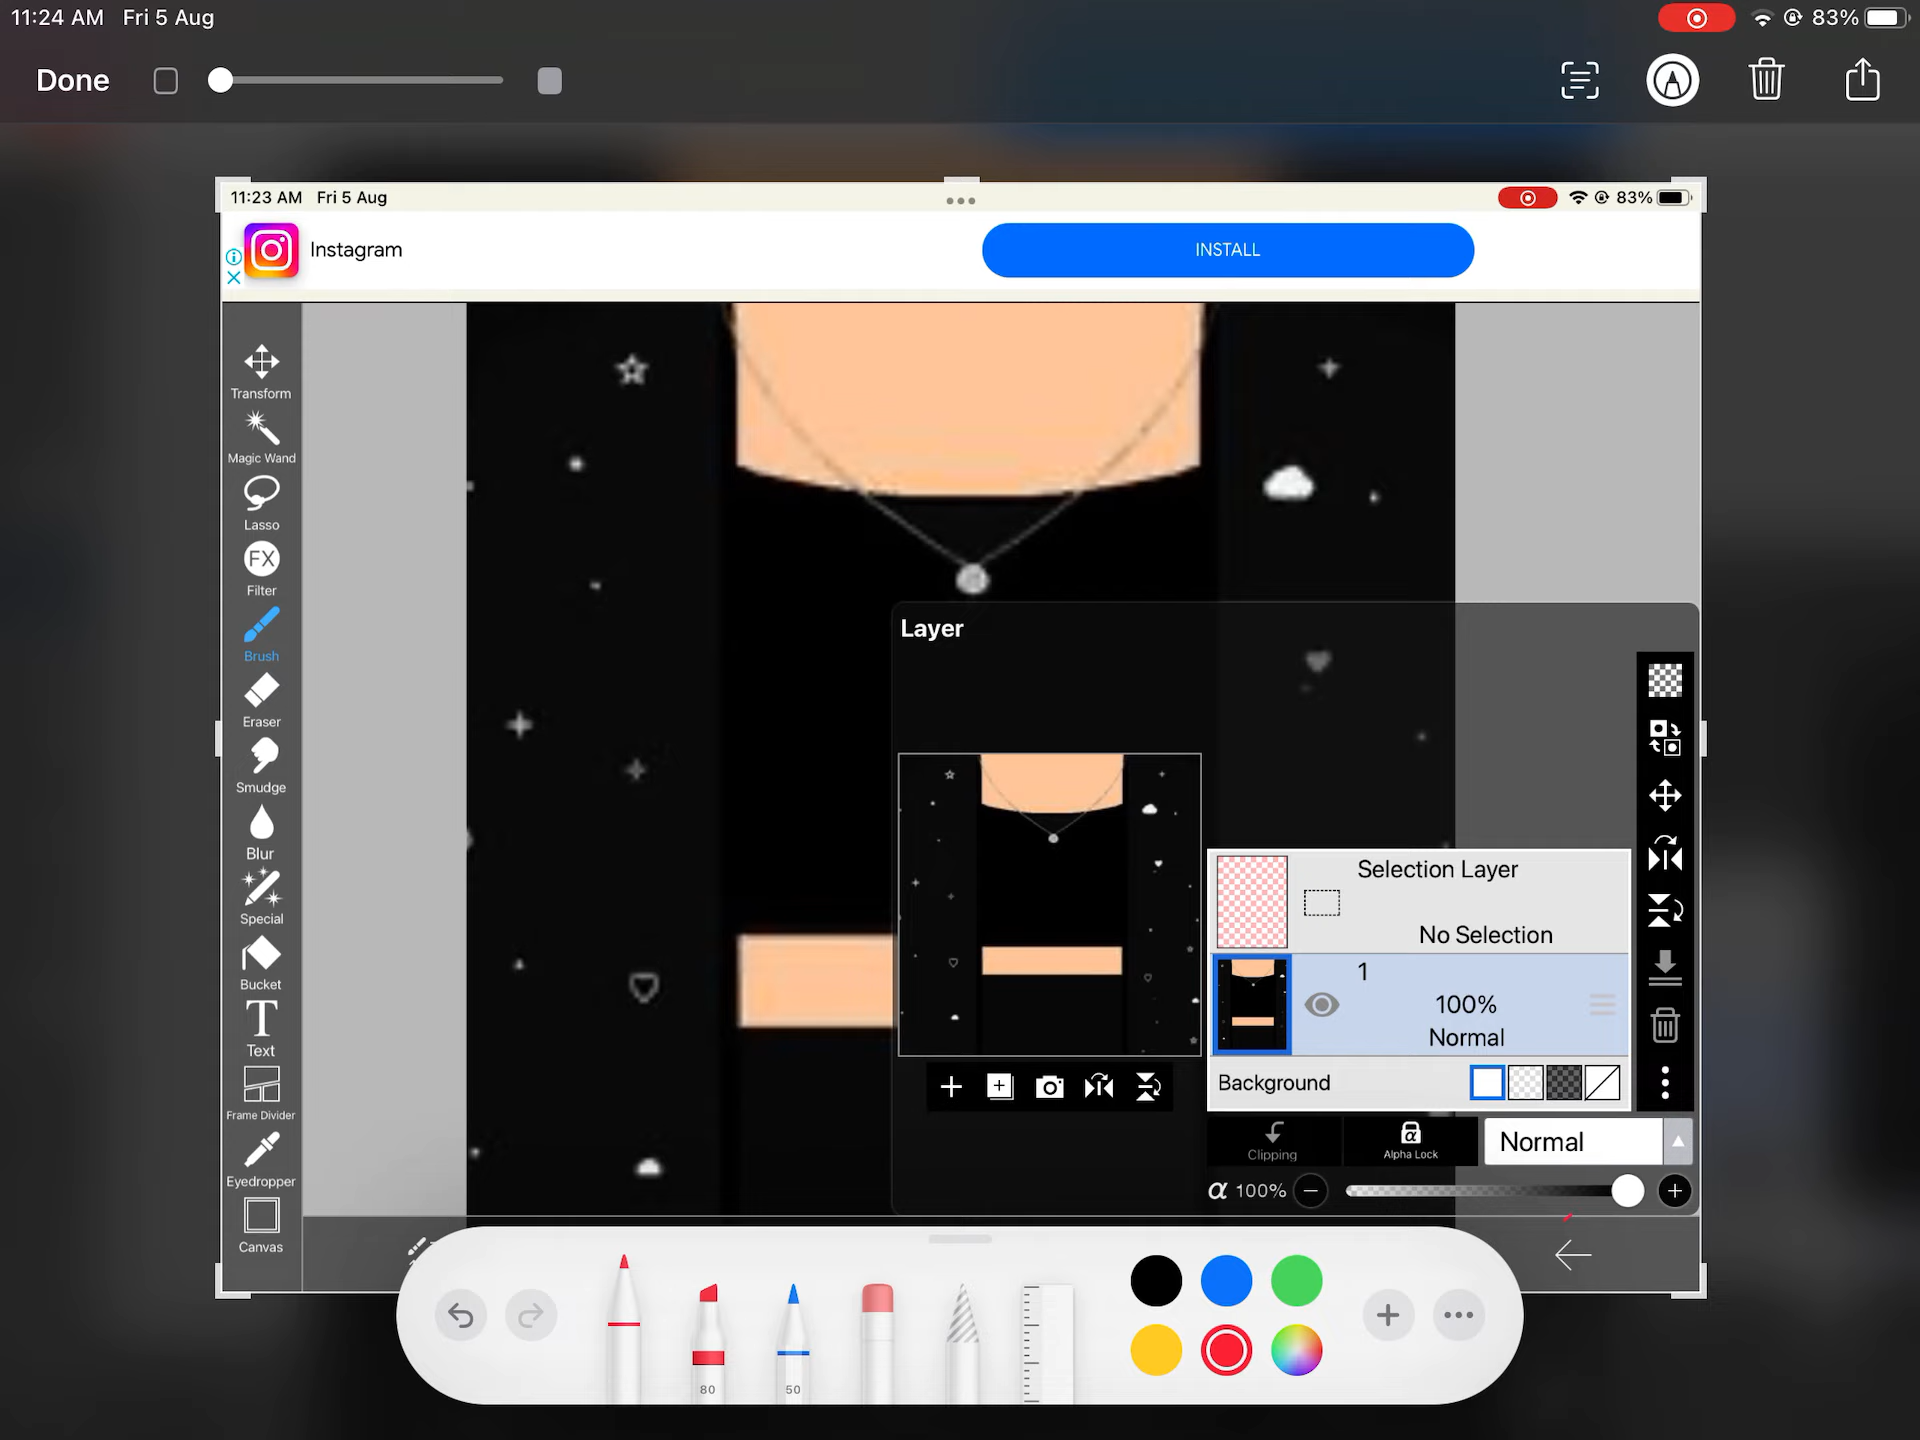 11:24 AM Fri 5 Aug
83%
Done
11:23 AM Fri 5 Aug
83%
Instagram
INSTALL
Transform
Magic Wand
Lasso
FX
Filter
Brush
Eraser
Smudge
Blur
Special
Bucket
T
Text
Frame Divider
Eyedropper
Canvas
Layer
Selection Layer
No Selection
1
100%
Normal
Background
Clipping
α
Alpha Lock
Normal
α 100%
80
50